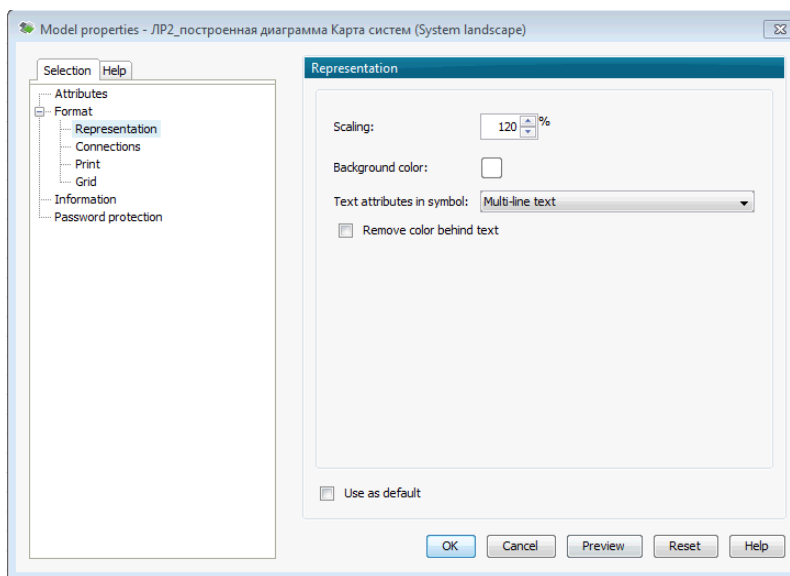 Model properties - ЛР2_построенная диаграмма Карта систем (System landscape)
Selection Help
Attributes
Format
Representation
Connections
Print
Grid
Information
Password protection
Representation
Scaling: 120 %
Background color:
Text attributes in symbol: Multi-line text
Remove color behind text
Use as default
OK Cancel Preview Reset Help